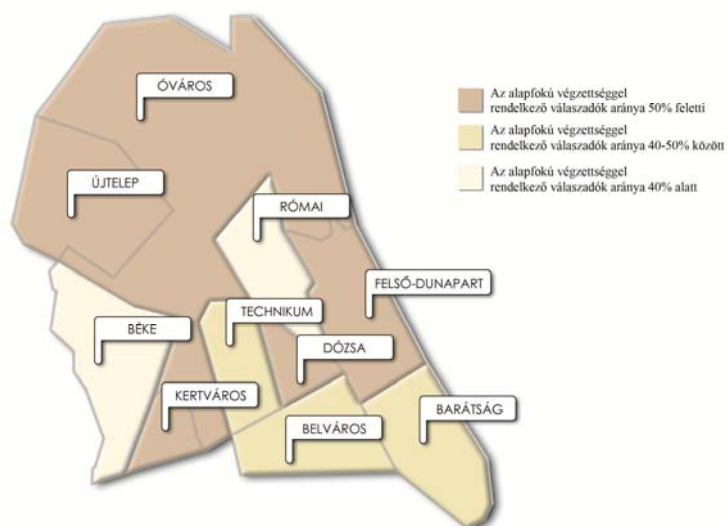 ÓVÁROS
Az alapfokú végzettséggel
rendelkező válaszadók aránya 50% feletti
Az alapfokú végzettséggel
rendelkező válaszadók aránya 40-50% között
Az alapfokú végzettséggel
rendelkező válaszadók aránya 40% alatt
ÚJTELEP
RÓMAI
FELSŐ-DUNAPART
TECHNIKUM
BÉKE
DÓZSA
KERTVÁROS
BARÁTSÁG
BELVÁROS